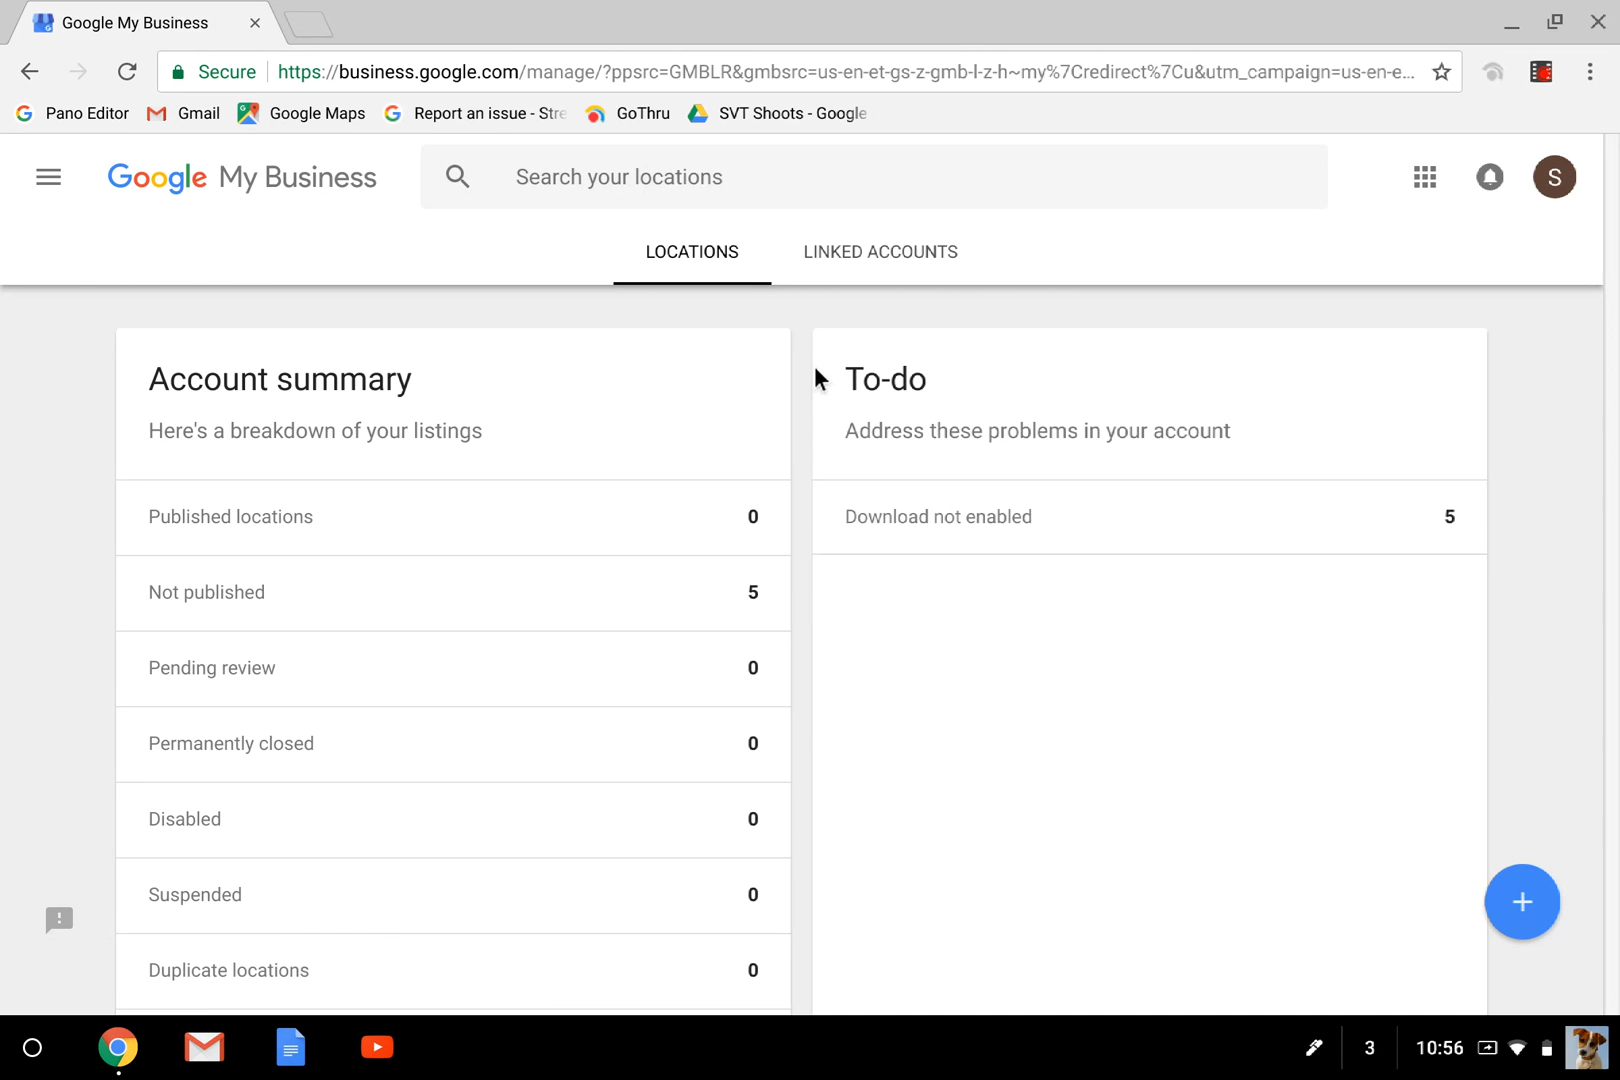 Google My Business
Secure https://business.google.com/manage/?ppsrc=GMBLR&gmbsrc=us-en-et-gs-z-gmb-l-z-h~my%7Credirect%7Cu&utm_campaign=us-en-e...
Pano Editor Gmail Google Maps Report an issue - Stre GoThru SVT Shoots - Google
Google My Business Search your locations S
LOCATIONS LINKED ACCOUNTS
Account summary
Here's a breakdown of your listings
Published locations 0
Not published 5
Pending review 0
Permanently closed 0
Disabled 0
Suspended 0
Duplicate locations 0
To-do
Address these problems in your account
Download not enabled 5
3 10:56